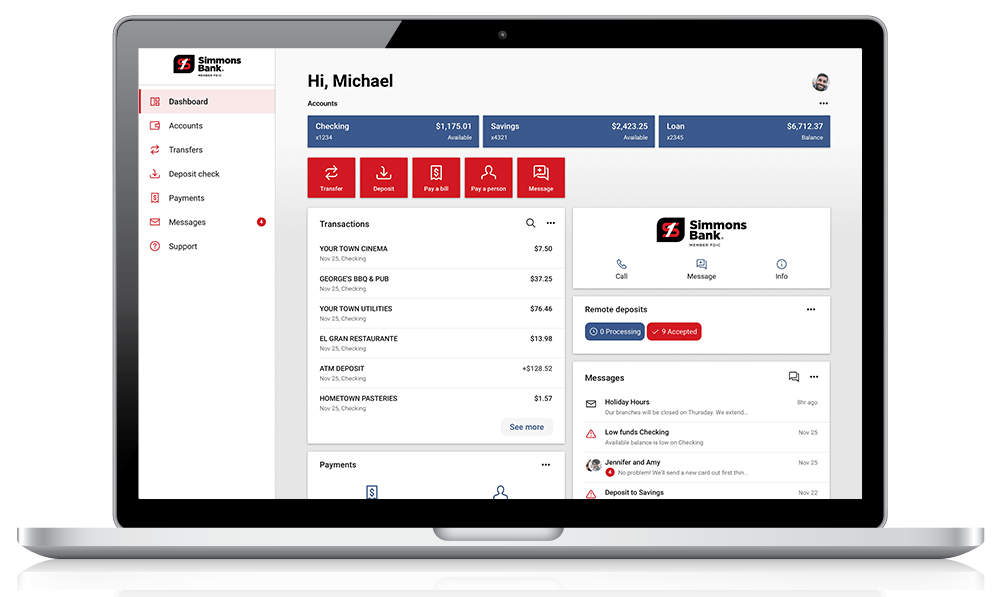 Simmons
Bank.
MEMBER FDIC
Dashboard
Accounts
Transfers
Deposit check
Payments
Messages 4
Support
Hi, Michael
Accounts
Checking $1,175.01
x1234 Available
Savings $2,423.25
x4321 Available
Loan $6,712.37
x2345 Balance
Transfer
Deposit
Pay a bill
Pay a person
Message
Transactions
YOUR TOWN CINEMA $7.50
Nov 25, Checking
GEORGE'S BBQ & PUB $37.25
Nov 25, Checking
YOUR TOWN UTILITIES $76.46
Nov 25, Checking
EL GRAN RESTAURANTE $13.98
Nov 25, Checking
ATM DEPOSIT +$128.52
Nov 25, Checking
HOMETOWN PASTERIES $1.57
Nov 25, Checking
See more
Payments
Simmons
Bank.
MEMBER FDIC
Call
Message
Info
Remote deposits
0 Processing
9 Accepted
Messages
Holiday Hours 8hr ago
Our branches will be closed on Thursday. We extend...
Low funds Checking Nov 25
Available balance is low on Checking
Jennifer and Amy Nov 25
4 No problem! We'll send a new card out first thin...
Deposit to Savings Nov 22